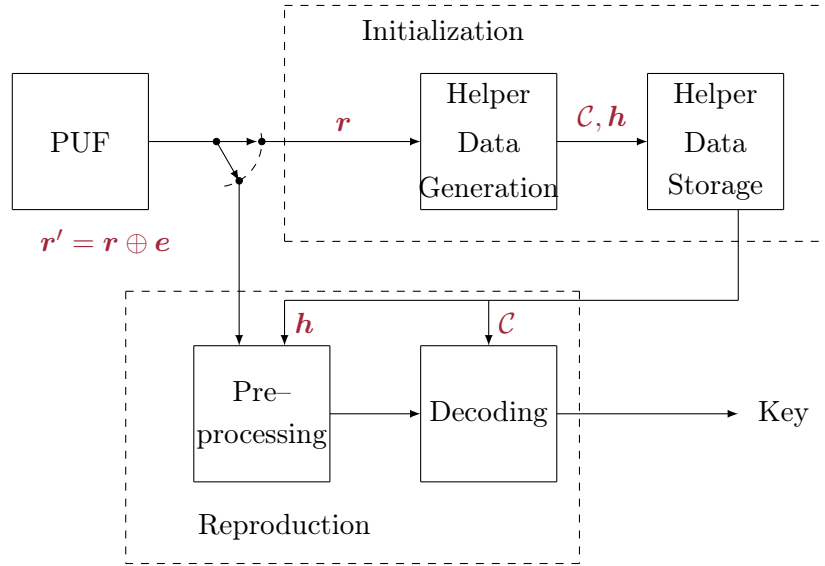 Initialization
PUF
r
Helper
Data
Generation
C, h
Helper
Data
Storage
r′ = r ⊕ e
h
C
Pre–
processing
Decoding
Key
Reproduction